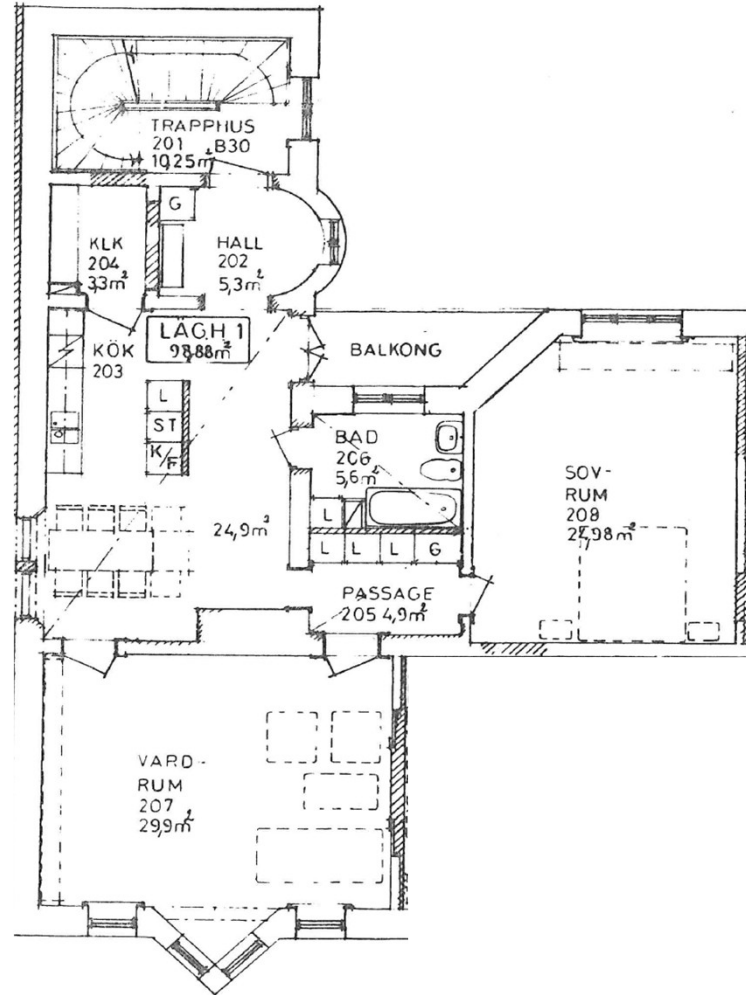 TRAPPHUS
201 B30
10,25m²
G
KLK
204
3,3m²
HALL
202
5,3m²
LÄGH 1
98,88m²
KÖK
203
BALKONG
L
ST
K/F
BAD
206
5,6m²
L
SOV-
RUM
208
24,9m²
L L L G
PASSAGE
205 4,9m²
VARD-
RUM
207
29,9m²